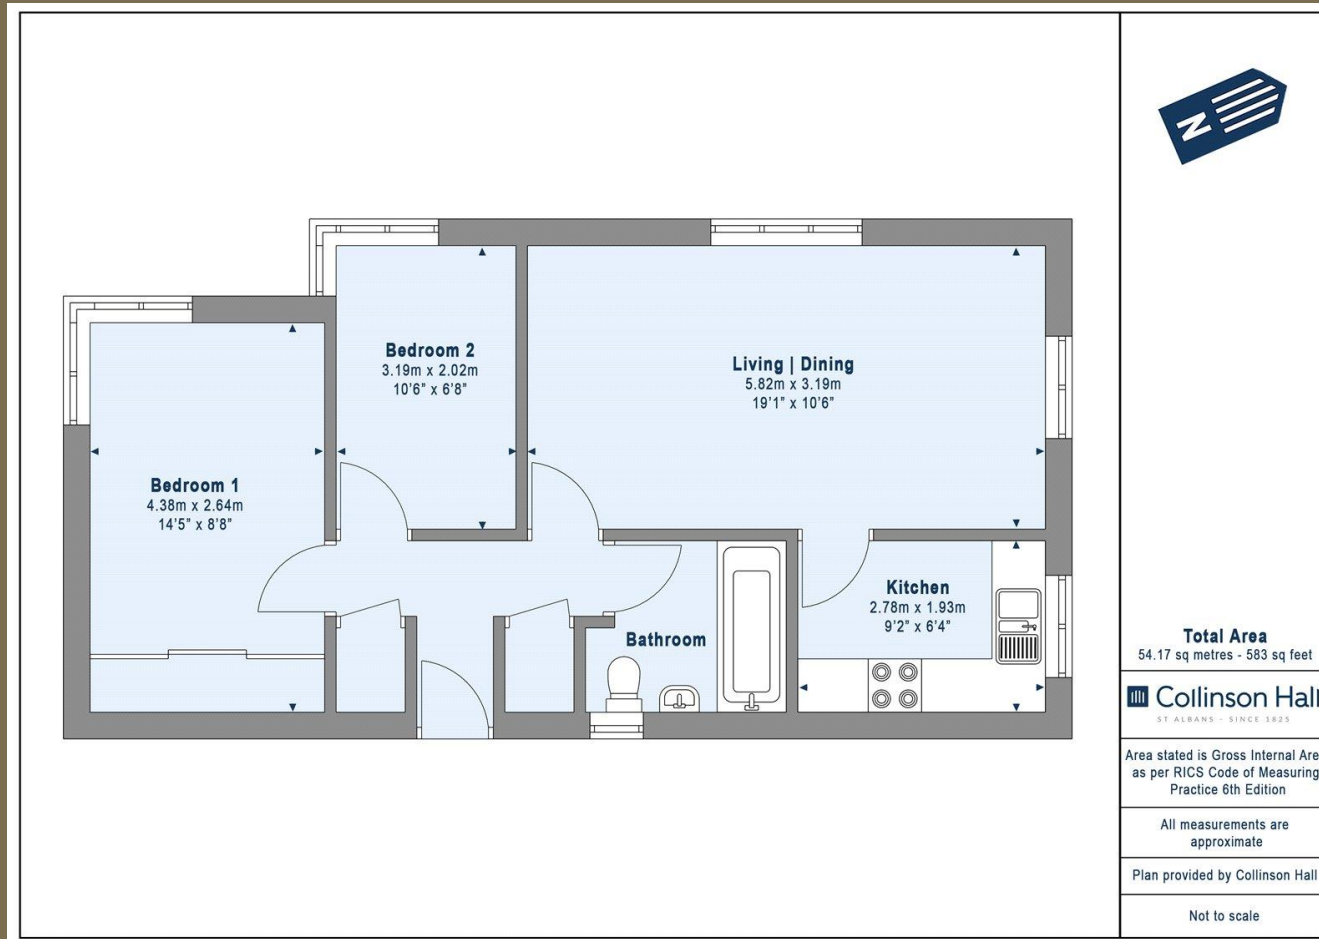 N
Bedroom 2
3.19m x 2.02m
10'6" x 6'8"
Living | Dining
5.82m x 3.19m
19'1" x 10'6"
Bedroom 1
4.38m x 2.64m
14'5" x 8'8"
Kitchen
2.78m x 1.93m
9'2" x 6'4"
Bathroom
Total Area
54.17 sq metres - 583 sq feet
Collinson Hall
ST ALBANS - SINCE 1825
Area stated is Gross Internal Are
as per RICS Code of Measuring
Practice 6th Edition
All measurements are
approximate
Plan provided by Collinson Hall
Not to scale